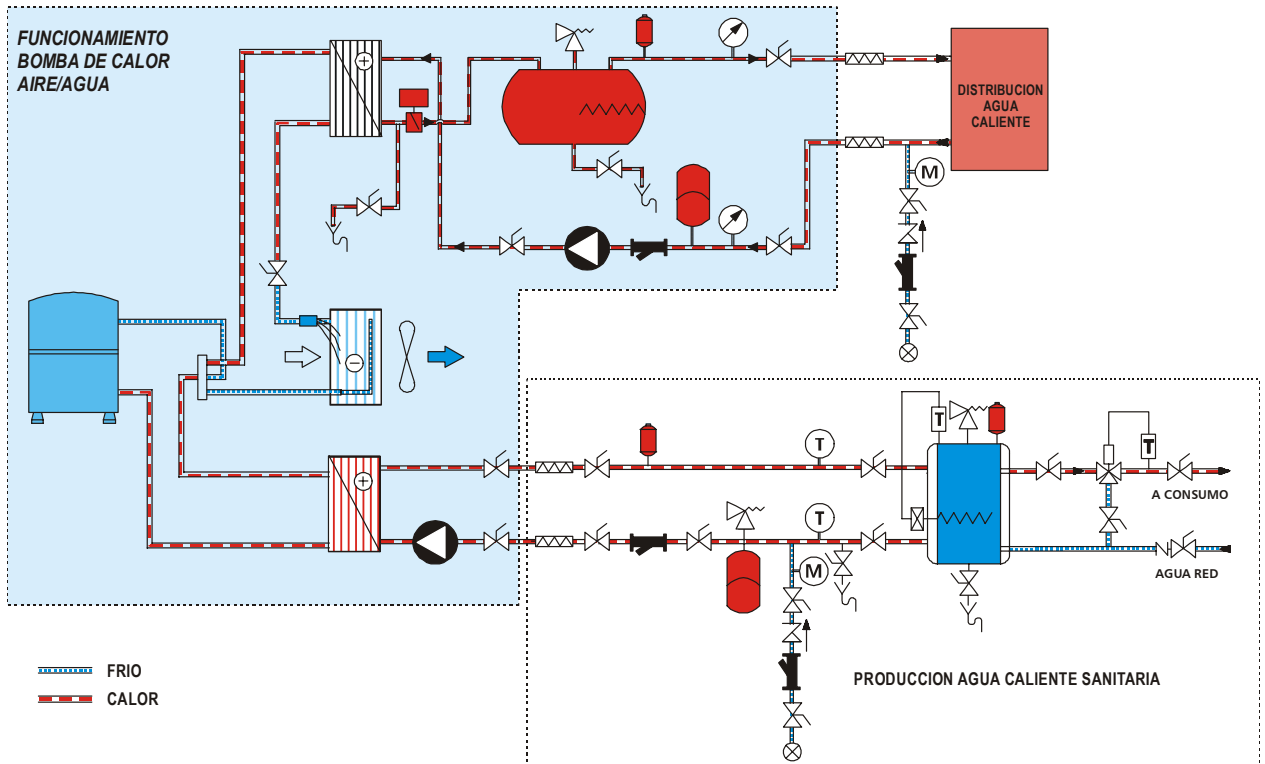 FUNCIONAMIENTO
BOMBA DE CALOR
AIRE/AGUA
DISTRIBUCION
AGUA
CALIENTE
M
T
T
T
T
A CONSUMO
M
AGUA RED
FRIO
CALOR
PRODUCCION AGUA CALIENTE SANITARIA